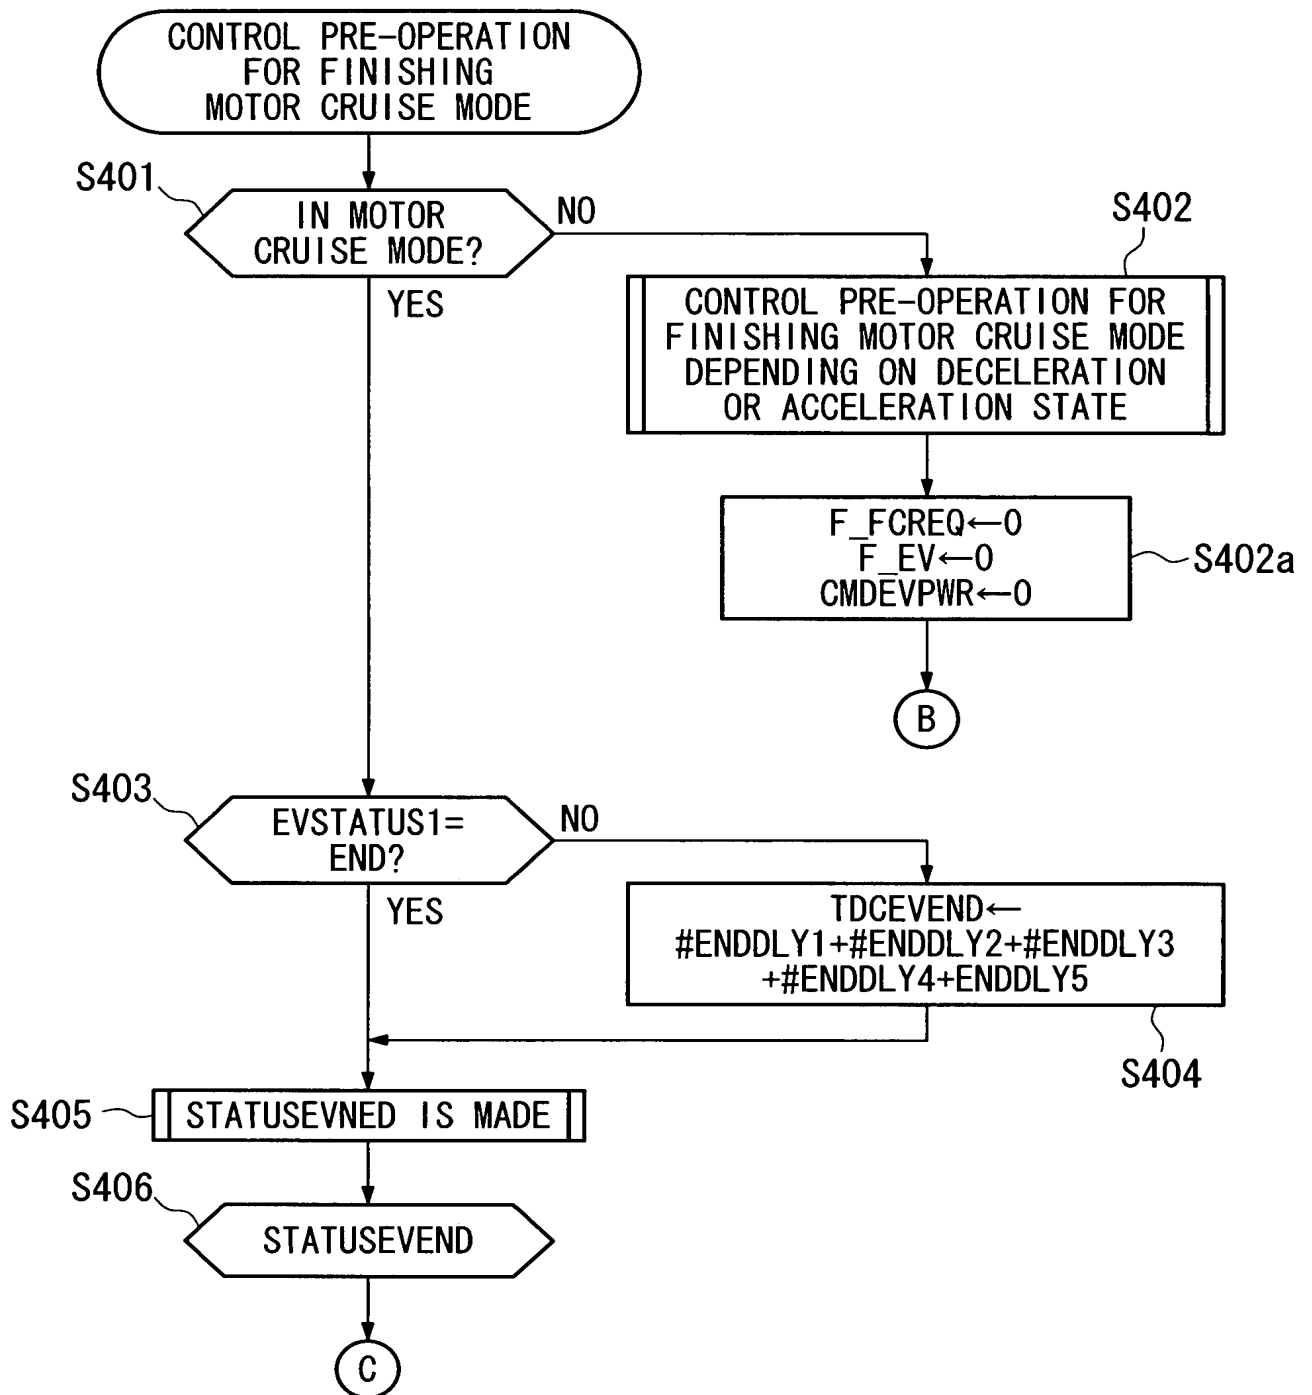 CONTROL PRE-OPERATION
FOR FINISHING
MOTOR CRUISE MODE
S401
IN MOTOR
CRUISE MODE?
NO
YES
S402
CONTROL PRE-OPERATION FOR
FINISHING MOTOR CRUISE MODE
DEPENDING ON DECELERATION
OR ACCELERATION STATE
F_FCREQ←0
F_EV←0
CMDEVPWR←0
S402a
B
S403
EVSTATUS1=
END?
NO
YES
TDCEVEND←
#ENDDLY1+#ENDDLY2+#ENDDLY3
+#ENDDLY4+ENDDLY5
S404
S405
STATUSEVNED IS MADE
S406
STATUSEVEND
C